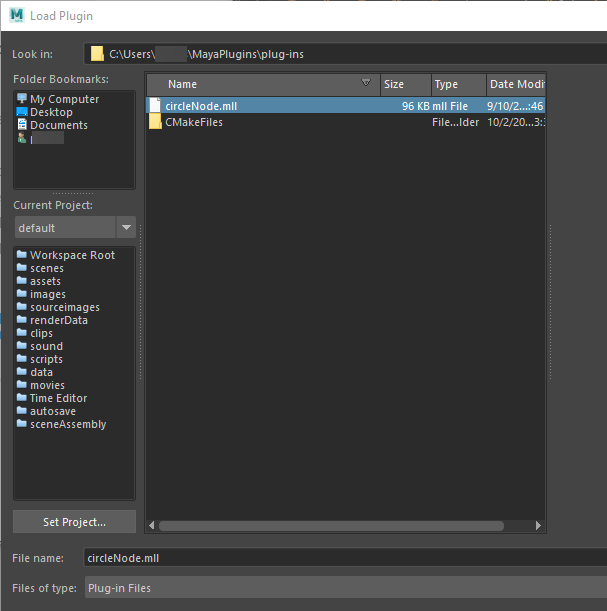 Load Plugin
Look in: C:\Users\ \MayaPlugins\plug-ins
Folder Bookmarks:
My Computer
Desktop
Documents
Name Size Type Date Modif
circleNode.mll 96 KB mll File 9/10/2...:46
CMakeFiles File...lder 10/2/20...3:3
Current Project:
default
Workspace Root
scenes
assets
images
sourceimages
renderData
clips
sound
scripts
data
movies
Time Editor
autosave
sceneAssembly
Set Project...
File name: circleNode.mll
Files of type: Plug-in Files